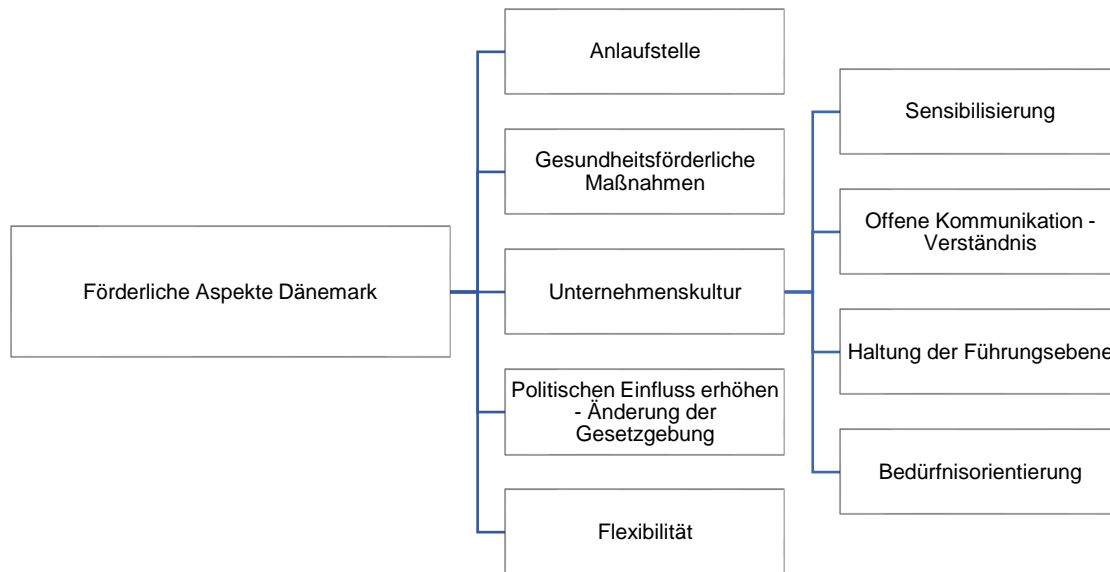 Förderliche Aspekte Dänemark
Anlaufstelle
Gesundheitsförderliche
Maßnahmen
Unternehmenskultur
Politischen Einfluss erhöhen
- Änderung der
Gesetzgebung
Flexibilität
Sensibilisierung
Offene Kommunikation -
Verständnis
Haltung der Führungsebene
Bedürfnisorientierung